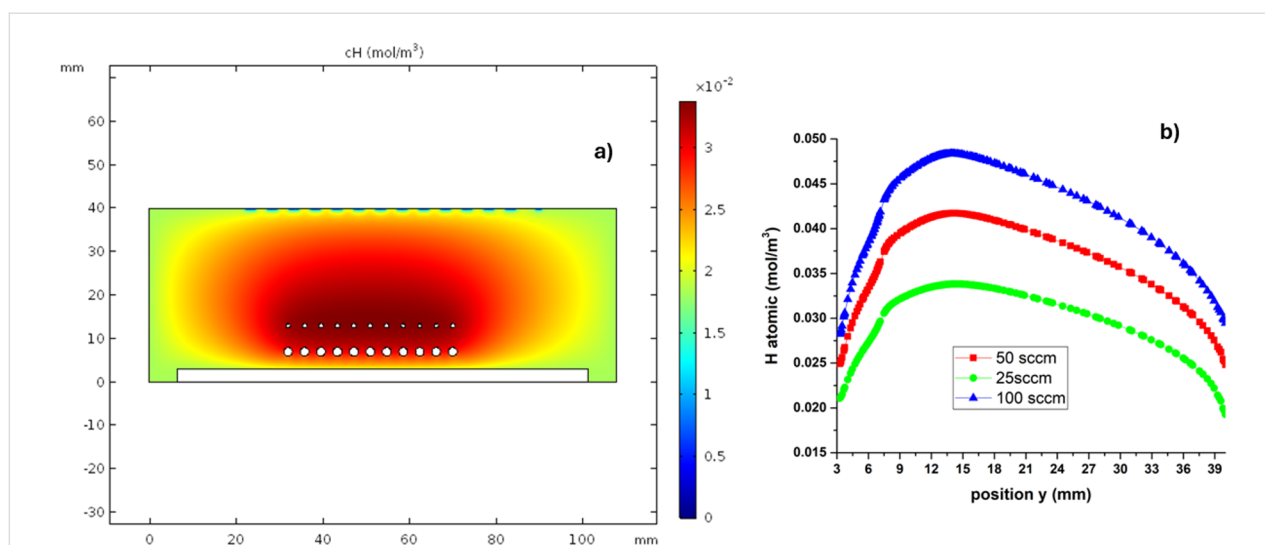 cH (mol/m³)
mm
×10⁻²
a)
60
50
40
30
20
10
0
-10
-20
-30
0
20
40
60
80
100
mm
3
2.5
2
1.5
1
0.5
0
b)
0.050
0.045
0.040
0.035
0.030
0.025
0.020
0.015
H atomic (mol/m³)
50 sccm
25sccm
100 sccm
3 6 9 12 15 18 21 24 27 30 33 36 39
position y (mm)